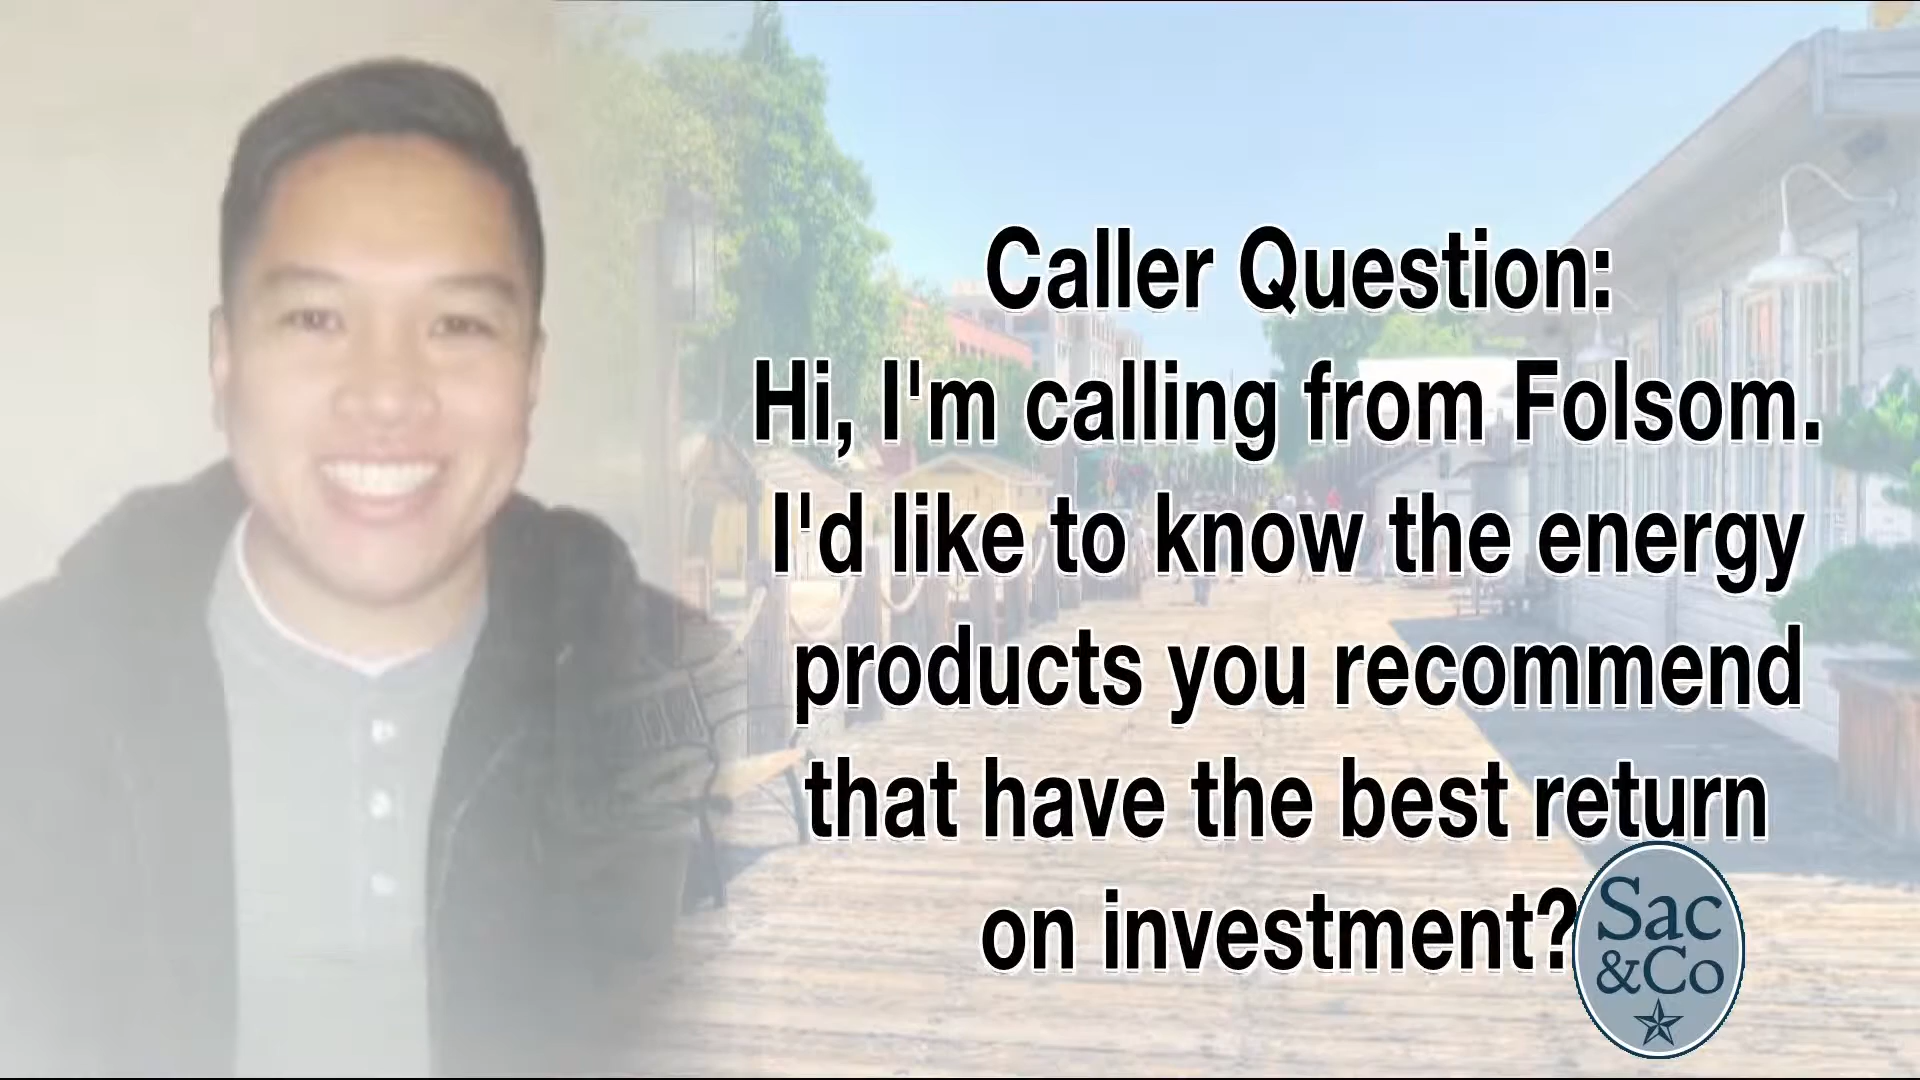 Caller Question:
Hi, I'm calling from Folsom.
I'd like to know the energy
products you recommend
that have the best return
on investment?
Sac
&Co